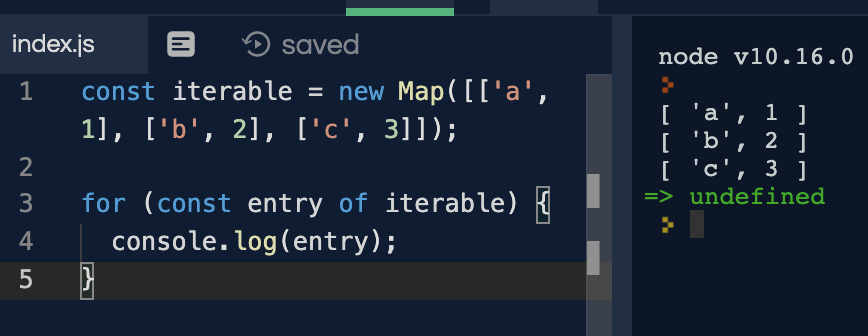 index.js saved
1 const iterable = new Map([['a',
1], ['b', 2], ['c', 3]]);
2
3 for (const entry of iterable) {
4 console.log(entry);
5 }
node v10.16.0
[ 'a', 1 ]
[ 'b', 2 ]
[ 'c', 3 ]
=> undefined